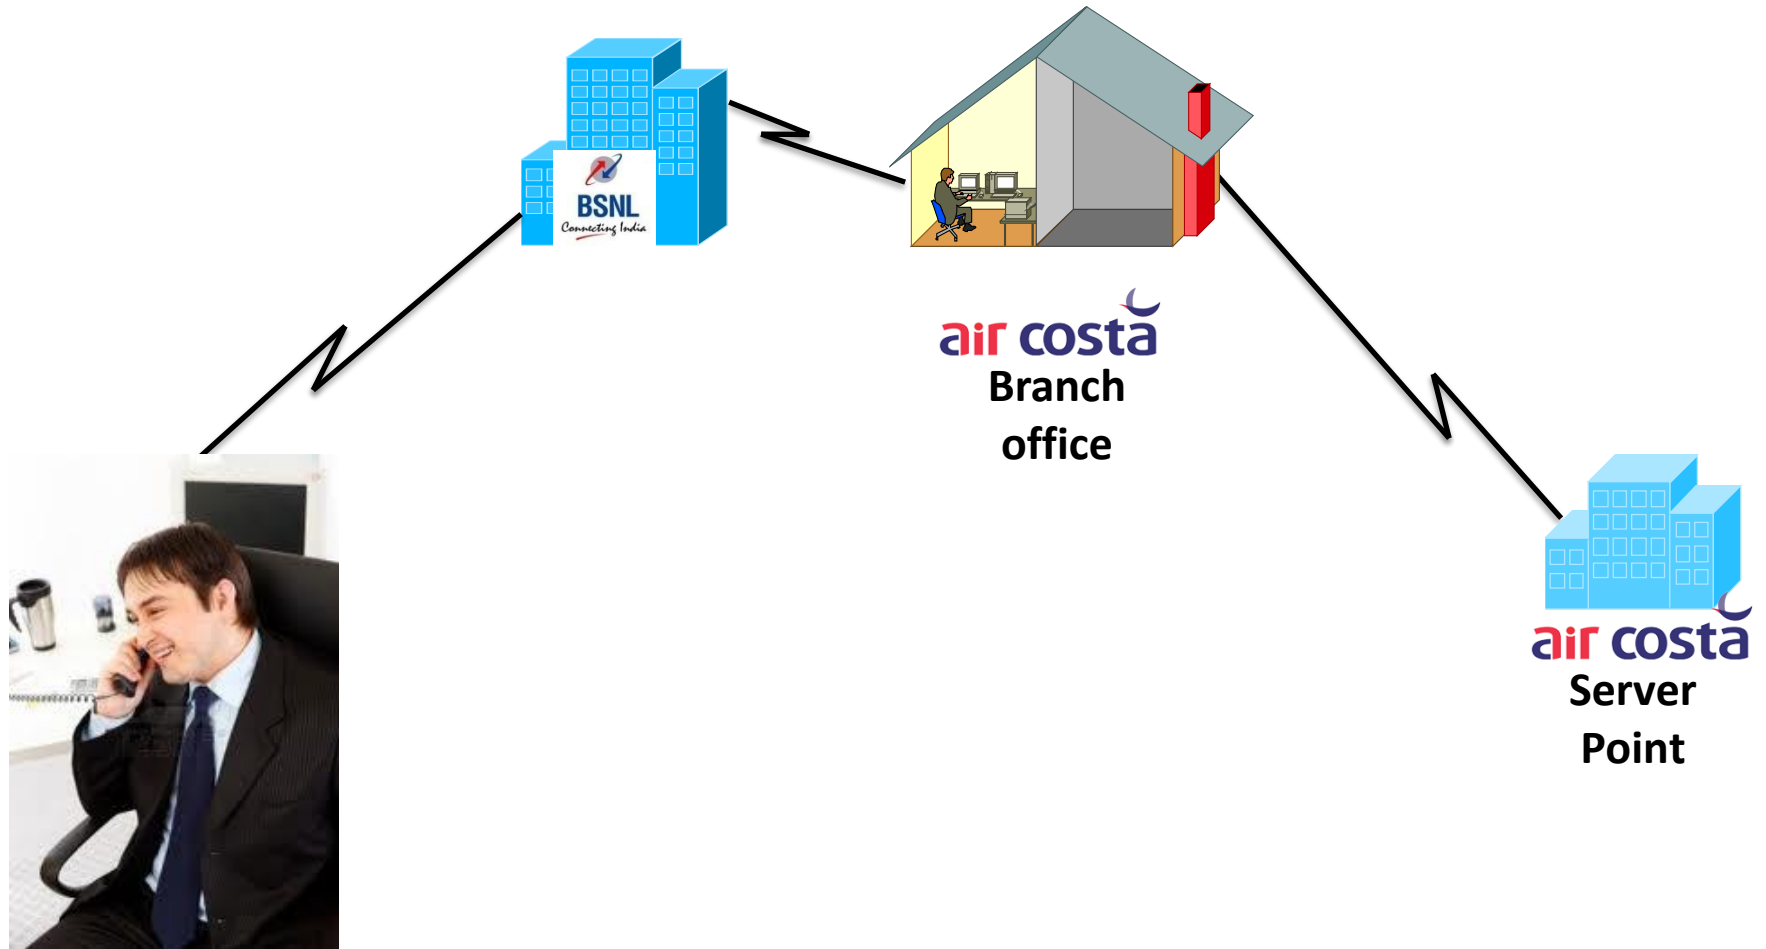 BSNL
Connecting India
air costa
Branch
office
air costa
Server
Point